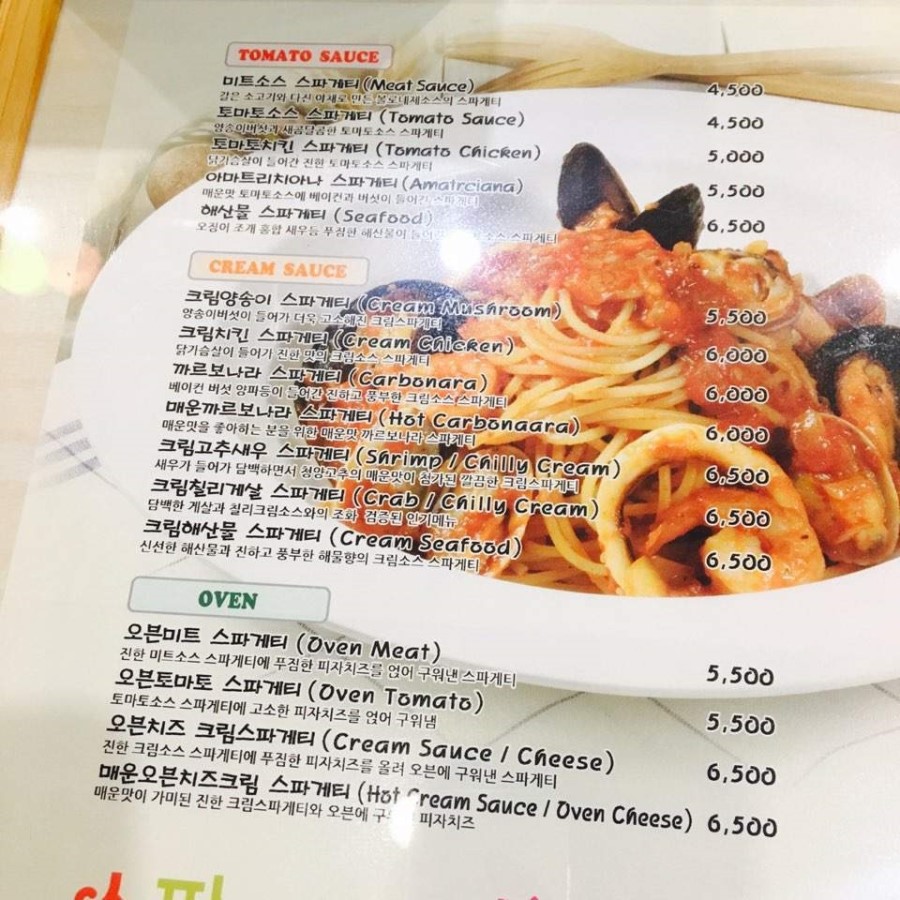 TOMATO SAUCE
미트소스 스파게티 (Meat Sauce) 4,500
갈은 소고기와 다진 야채로 만든 볼로네제소스의 스파게티
토마토소스 스파게티 (Tomato Sauce) 4,500
양송이버섯과 새콤달콤한 토마토소스 스파게티
토마토치킨 스파게티 (Tomato Chicken) 5,000
닭가슴살이 들어간 진한 토마토소스 스파게티
아마트리치아나 스파게티 (Amatrciana) 5,500
매운맛 토마토소스에 베이컨과 버섯이 들어간 스파게티
해산물 스파게티 (Seafood) 6,500
오징어 조개 홍합 새우등 푸짐한 해산물이 스파게티
CREAM SAUCE
크림양송이 스파게티 (Cream Mushroom) 5,500
양송이버섯이 들어가 더욱 고소해진 크림스파게티
크림치킨 스파게티 (Cream Chicken) 6,000
닭가슴살이 들어가 진한 맛의 크림소스 스파게티
까르보나라 스파게티 (Carbonara) 6,000
베이컨 버섯 양파등이 들어간 진하고 풍부한 크림소스 스파게티
매운까르보나라 스파게티 (Hot Carbonaara) 6,000
매운맛을 좋아하는 분을 위한 매운맛 까르보나라 스파게티
크림고추새우 스파게티 (Shrimp / Chilly Cream) 6,500
새우가 들어가 담백하면서 청양고추의 매운맛이 첨가된 깔끔한 크림스파게티
크림칠리게살 스파게티 (Crab / Chilly Cream) 6,500
담백한 게살과 칠리크림소스와의 조화 검증된 인기메뉴
크림해산물 스파게티 (Cream Seafood) 6,500
신선한 해산물과 진하고 풍부한 해물향의 크림소스 스파게티
OVEN
오븐미트 스파게티 (Oven Meat) 5,500
진한 미트소스 스파게티에 푸짐한 피자치즈를 얹어 구워낸 스파게티
오븐토마토 스파게티 (Oven Tomato) 5,500
토마토소스 스파게티에 고소한 피자치즈를 얹어 구워냄
오븐치즈 크림스파게티 (Cream Sauce / Cheese) 6,500
진한 크림소스 스파게티에 푸짐한 피자치즈를 올려 오븐에 구워낸 스파게티
매운오븐치즈크림 스파게티 (Hot Cream Sauce / Oven Cheese) 6,500
매운맛이 가미된 진한 크림스파게티와 오븐에 피자치즈